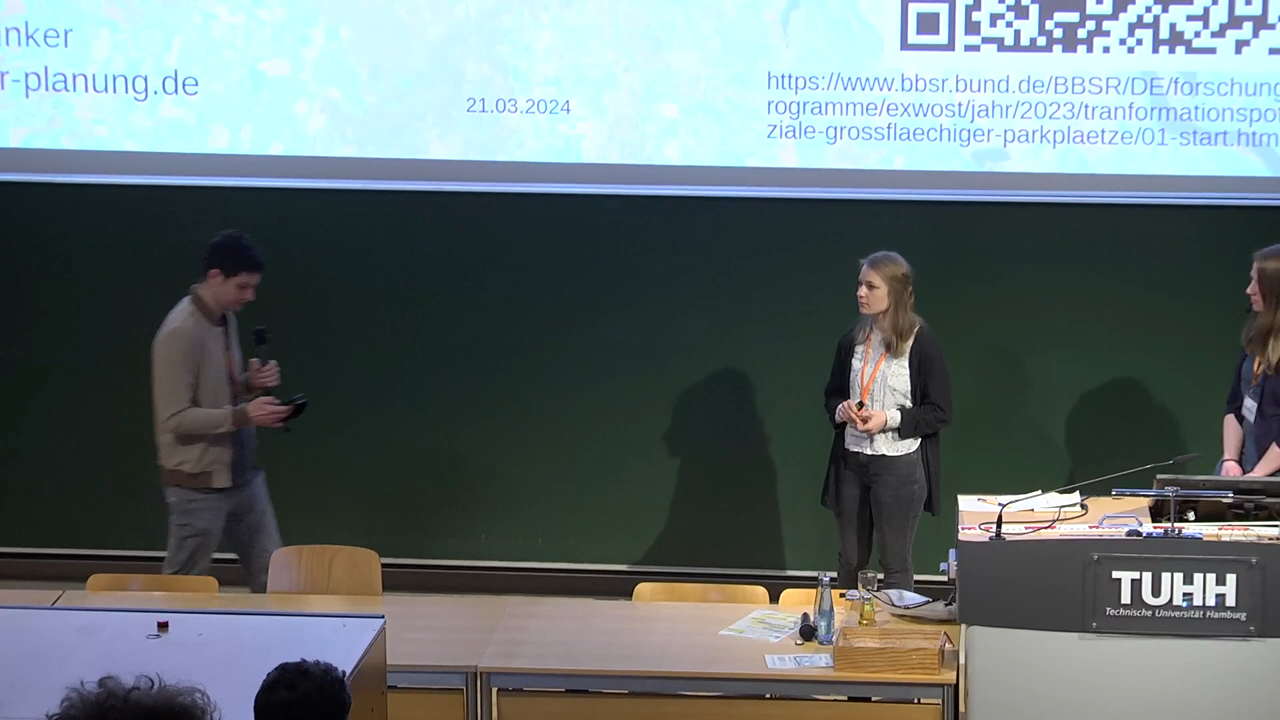 nker
r-planung.de
21.03.2024
https://www.bbsr.bund.de/BBSR/DE/forschung
rogramme/exwost/jahr/2023/tranformationspo
ziale-grossflaechiger-parkplaetze/01-start.htm
TUHH
Technische Universität Hamburg